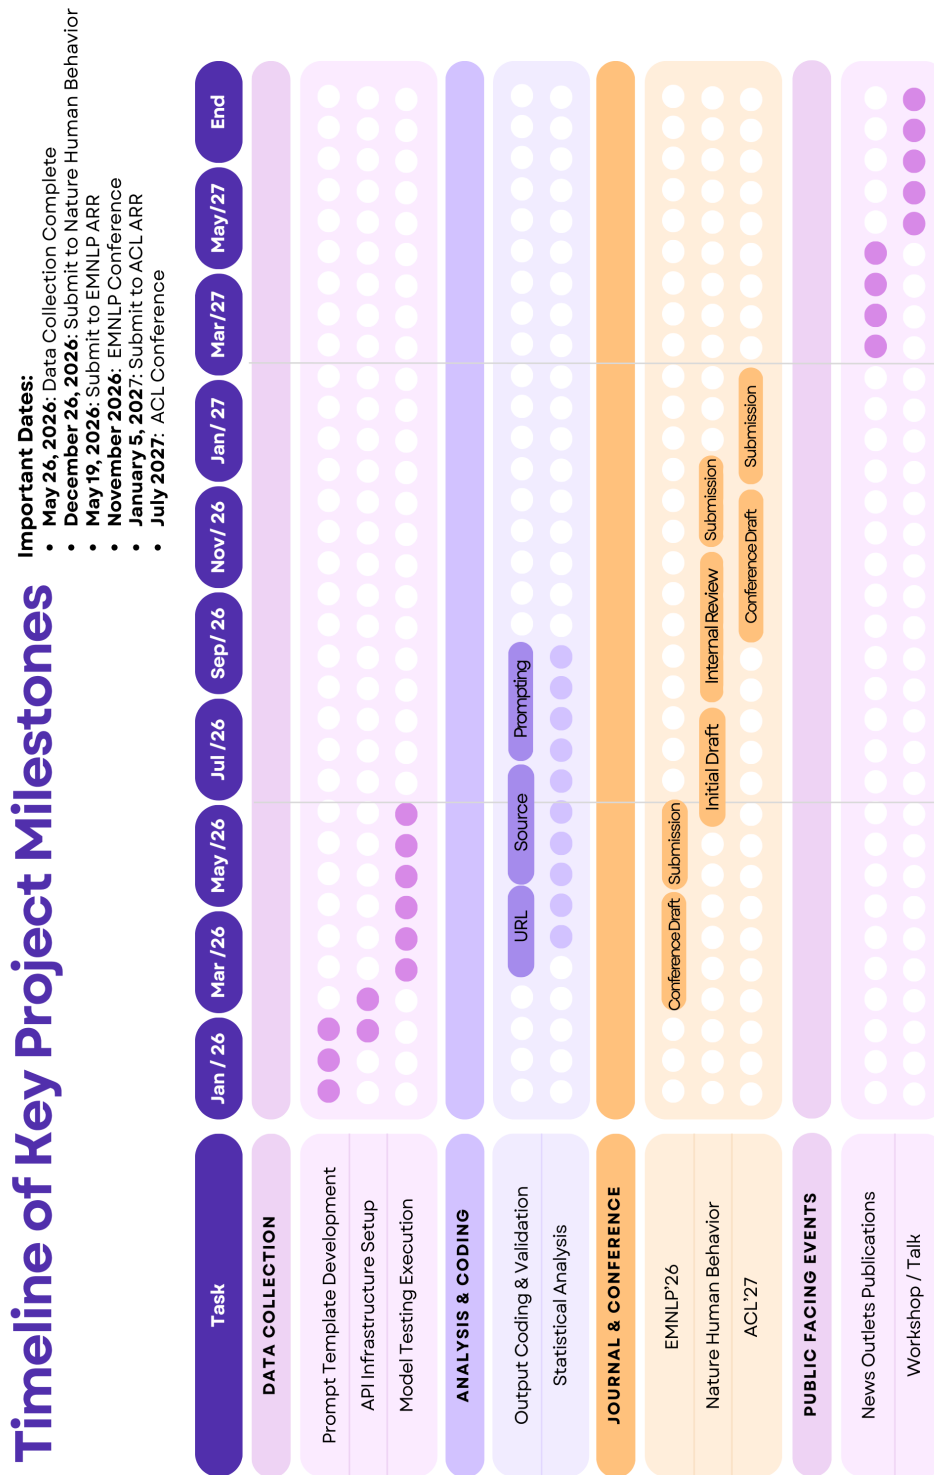 Timeline of Key Project Milestones
Important Dates:
• May 26, 2026: Data Collection Complete
• December 26, 2026: Submit to Nature Human Behavior
• May 19, 2026: Submit to EMNLP ARR
• November 2026: EMNLP Conference
• January 5, 2027: Submit to ACL ARR
• July 2027: ACL Conference
Task Jan / 26 Mar /26 May /26 Jul /26 Sep/ 26 Nov/ 26 Jan/ 27 Mar/27 May/27 End
DATA COLLECTION
Prompt Template Development
API Infrastructure Setup
Model Testing Execution
ANALYSIS & CODING
Output Coding & Validation URL Source Prompting
Statistical Analysis
JOURNAL & CONFERENCE
EMNLP’26 Conference Draft Submission
Nature Human Behavior Initial Draft Internal Review Submission
ACL’27 Conference Draft Submission
PUBLIC FACING EVENTS
News Outlets Publications
Workshop / Talk